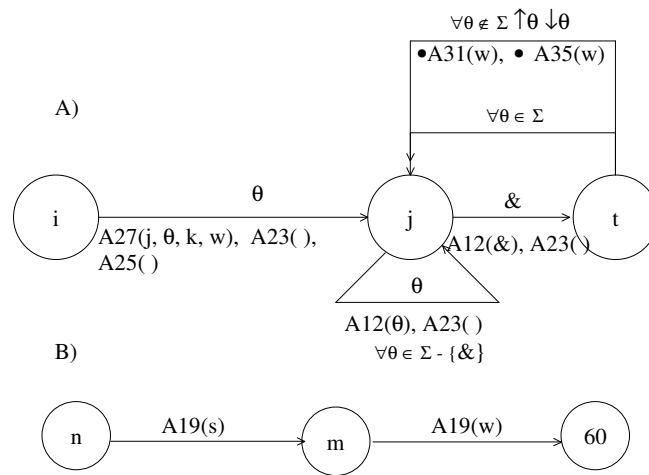 ∀θ ∉ Σ ↑θ ↓θ
•A31(w), • A35(w)
A)
∀θ ∈ Σ
i
θ
j
&
t
A27(j, θ, k, w), A23( ),
A25( )
A12(&), A23( )
θ
A12(θ), A23( )
∀θ ∈ Σ - {&}
B)
n
A19(s)
m
A19(w)
60